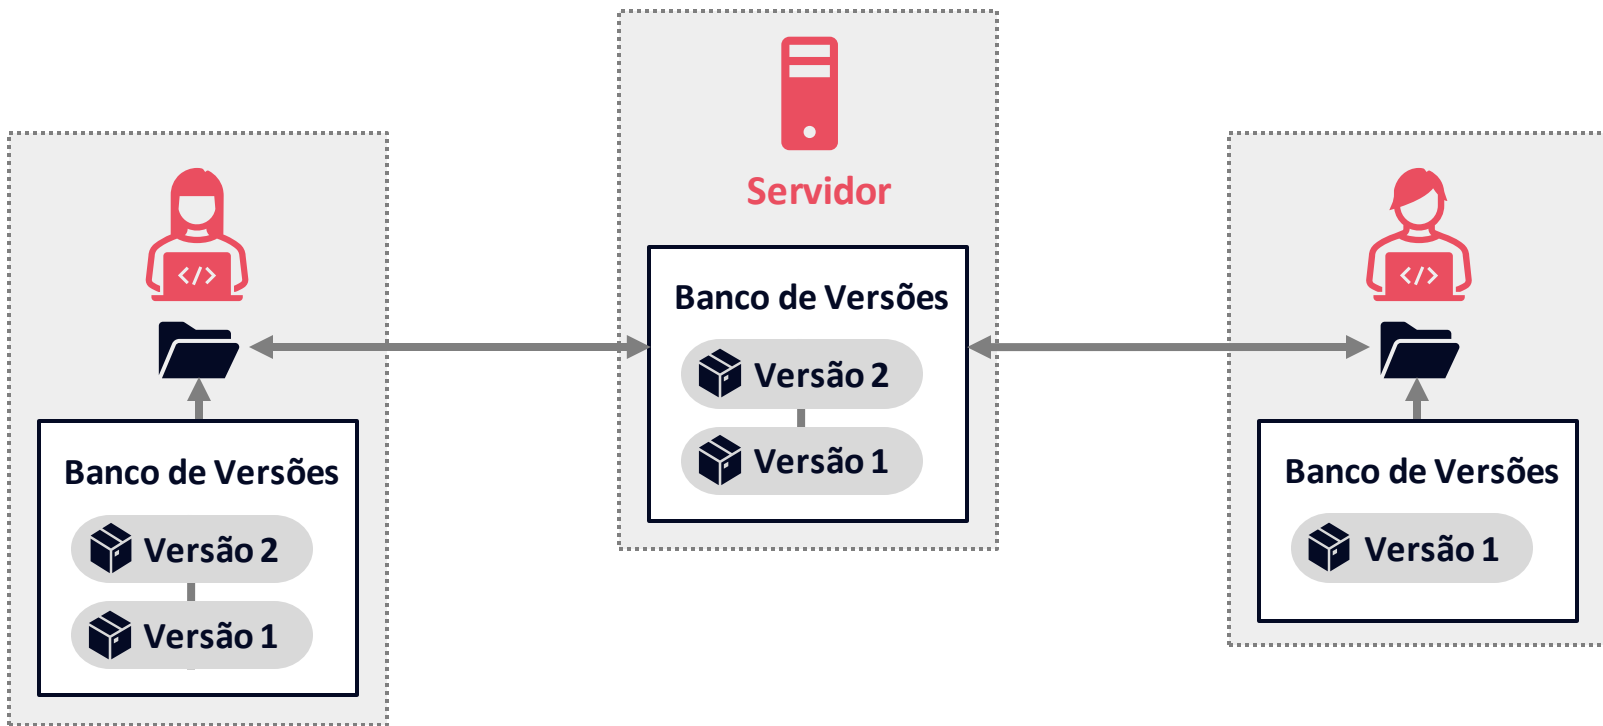 Servidor
Banco de Versões
Versão 2
Versão 1
</>
Banco de Versões
Versão 2
Versão 1
</>
Banco de Versões
Versão 1